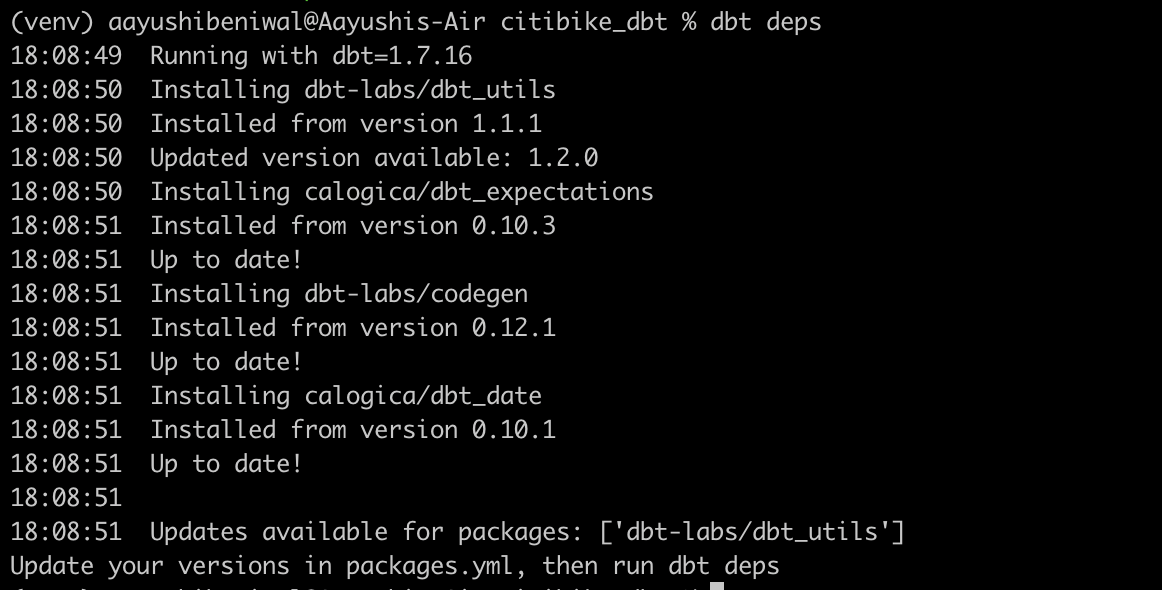 (venv) aayushibeniwal@Aayushis-Air citibike_dbt % dbt deps
18:08:49  Running with dbt=1.7.16
18:08:50  Installing dbt-labs/dbt_utils
18:08:50  Installed from version 1.1.1
18:08:50  Updated version available: 1.2.0
18:08:50  Installing calogica/dbt_expectations
18:08:51  Installed from version 0.10.3
18:08:51  Up to date!
18:08:51  Installing dbt-labs/codegen
18:08:51  Installed from version 0.12.1
18:08:51  Up to date!
18:08:51  Installing calogica/dbt_date
18:08:51  Installed from version 0.10.1
18:08:51  Up to date!
18:08:51
18:08:51  Updates available for packages: ['dbt-labs/dbt_utils']
Update your versions in packages.yml, then run dbt deps